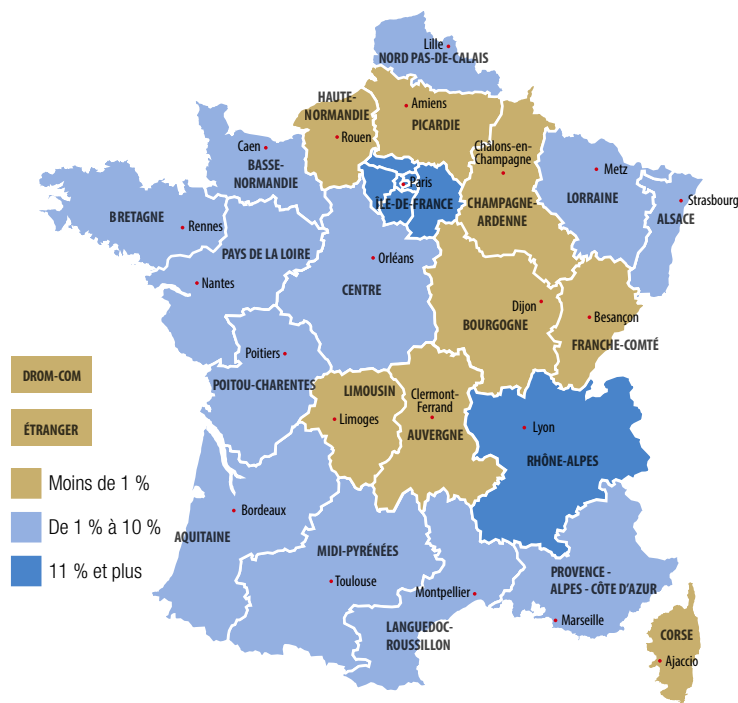 Lille
NORD PAS-DE-CALAIS
HAUTE-
NORMANDIE
Amiens
PICARDIE
Rouen
Caen
BASSE-
NORMANDIE
Châlons-en-
Champagne
Metz
Paris
ÎLE-DE-FRANCE
CHAMPAGNE-
ARDENNE
LORRAINE
Strasbourg
ALSACE
BRETAGNE
Rennes
PAYS DE LA LOIRE
Nantes
Orléans
CENTRE
Dijon
BOURGOGNE
Besançon
FRANCHE-COMTÉ
Poitiers
POITOU-CHARENTES
LIMOUSIN
Limoges
Clermont-
Ferrand
AUVERGNE
Lyon
RHÔNE-ALPES
DROM-COM
ÉTRANGER
Moins de 1 %
De 1 % à 10 %
11 % et plus
Bordeaux
AQUITAINE
MIDI-PYRÉNÉES
Toulouse
Montpellier
LANGUEDOC-
ROUSSILLON
PROVENCE -
ALPES - CÔTE D'AZUR
Marseille
CORSE
Ajaccio